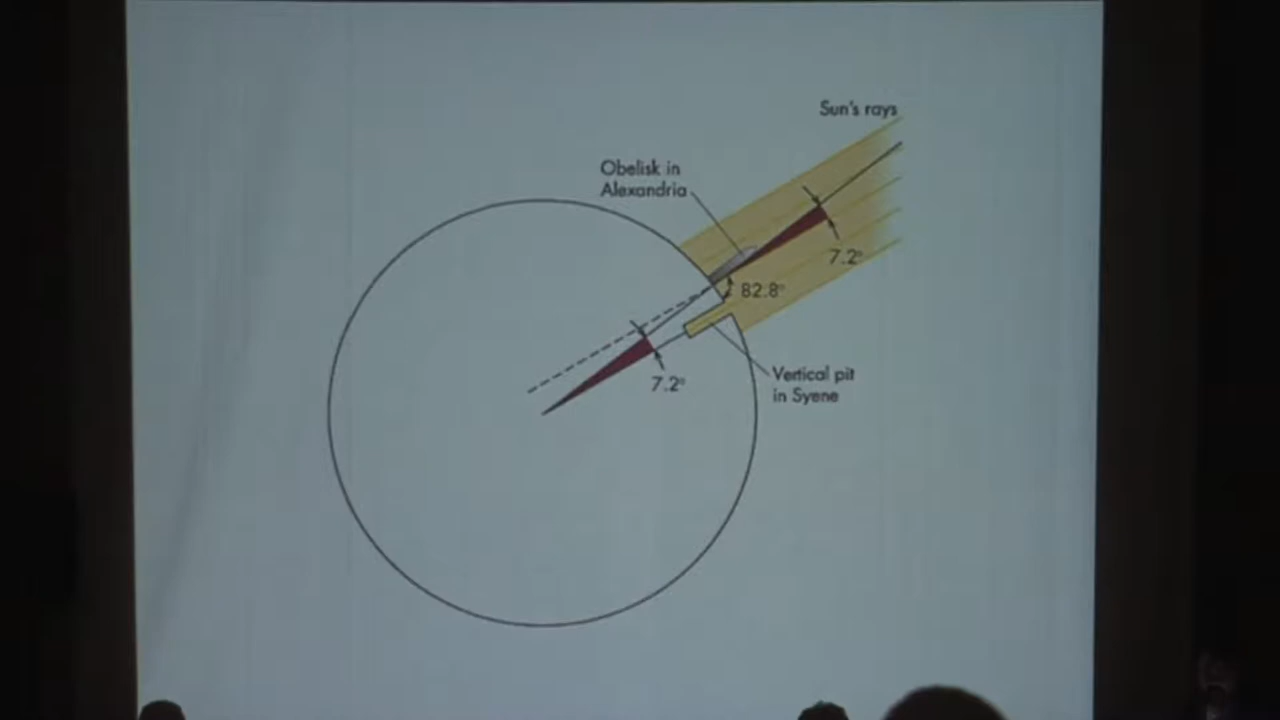 Sun's rays
Obelisk in
Alexandria
7.2°
82.8°
7.2°
Vertical pit
in Syene